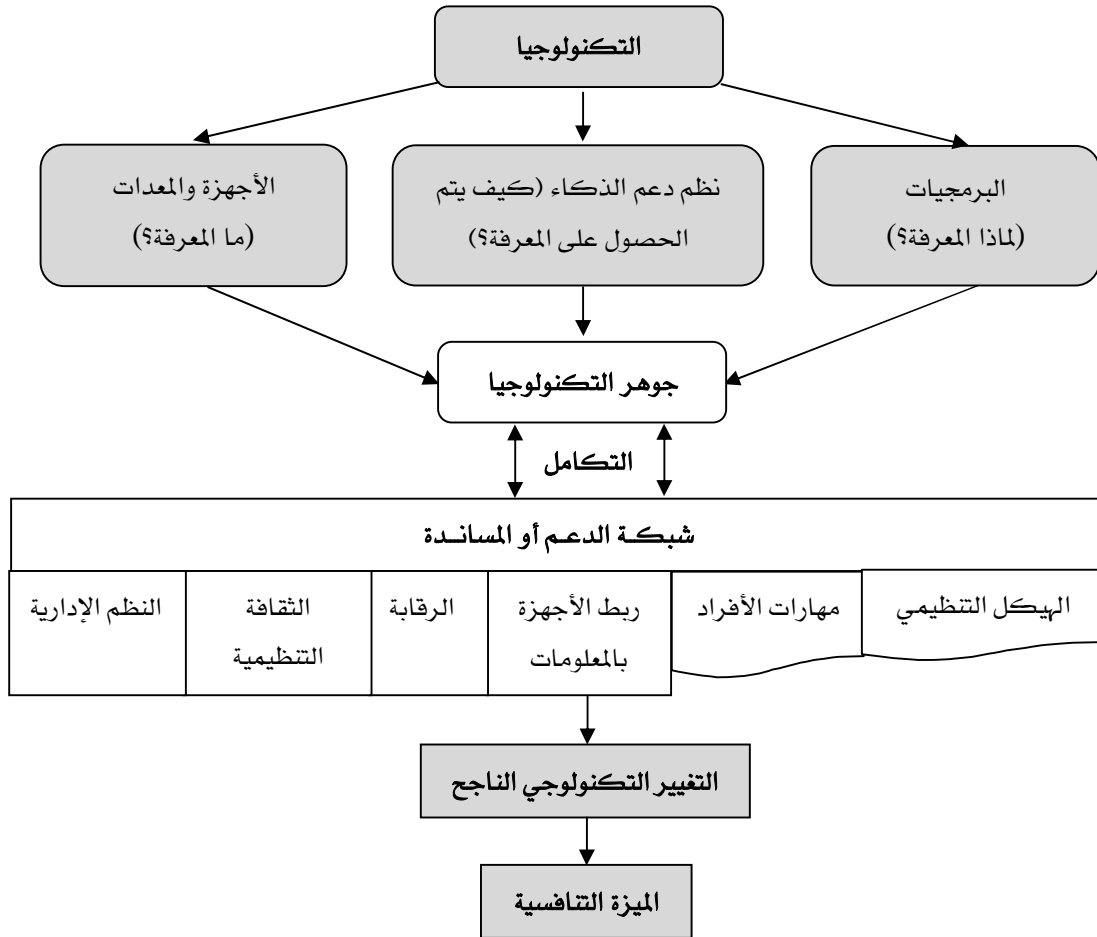 التكنولوجيا
البرمجيات
(لماذا المعرفة؟)
نظم دعم الذكاء (كيف يتم
الحصول على المعرفة؟)
الأجهزة والمعدات
(ما المعرفة؟)
جوهر التكنولوجيا
التكامل
شبكة الدعم أو المساندة
الهيكل التنظيمي
مهارات الأفراد
ربط الأجهزة
بالمعلومات
الرقابة
الثقافة
التنظيمية
النظم الإدارية
التغيير التكنولوجي الناجح
الميزة التنافسية